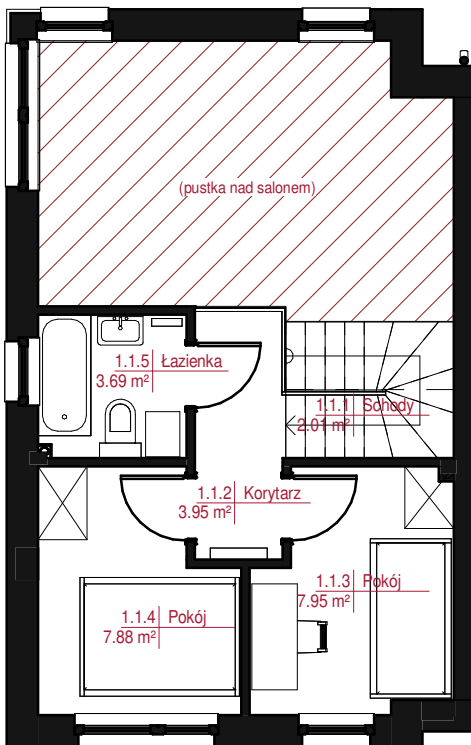 (pustka nad salonem)
1.1.5 Łazienka
3.69 m²
1.1.1 Schody
2.01 m²
1.1.2 Korytarz
3.95 m²
1.1.3 Pokój
7.95 m²
1.1.4 Pokój
7.88 m²